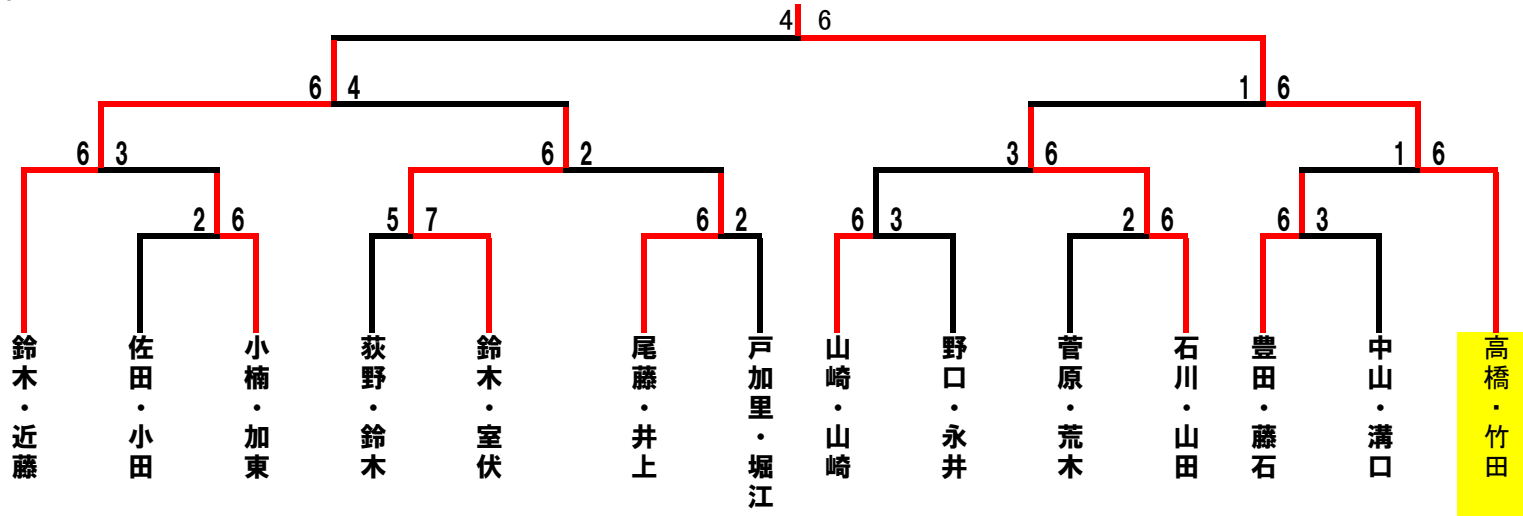 4 6
6 4
1 6
6 3
6 2
3 6
1 6
2 6
5 7
6 2
6 3
2 6
6 3
鈴木・近藤
佐田・小田
小楠・加東
荻野・鈴木
鈴木・室伏
尾藤・井上
戸加里・堀江
山崎・山崎
野口・永井
菅原・荒木
石川・山田
豊田・藤石
中山・溝口
高橋・竹田